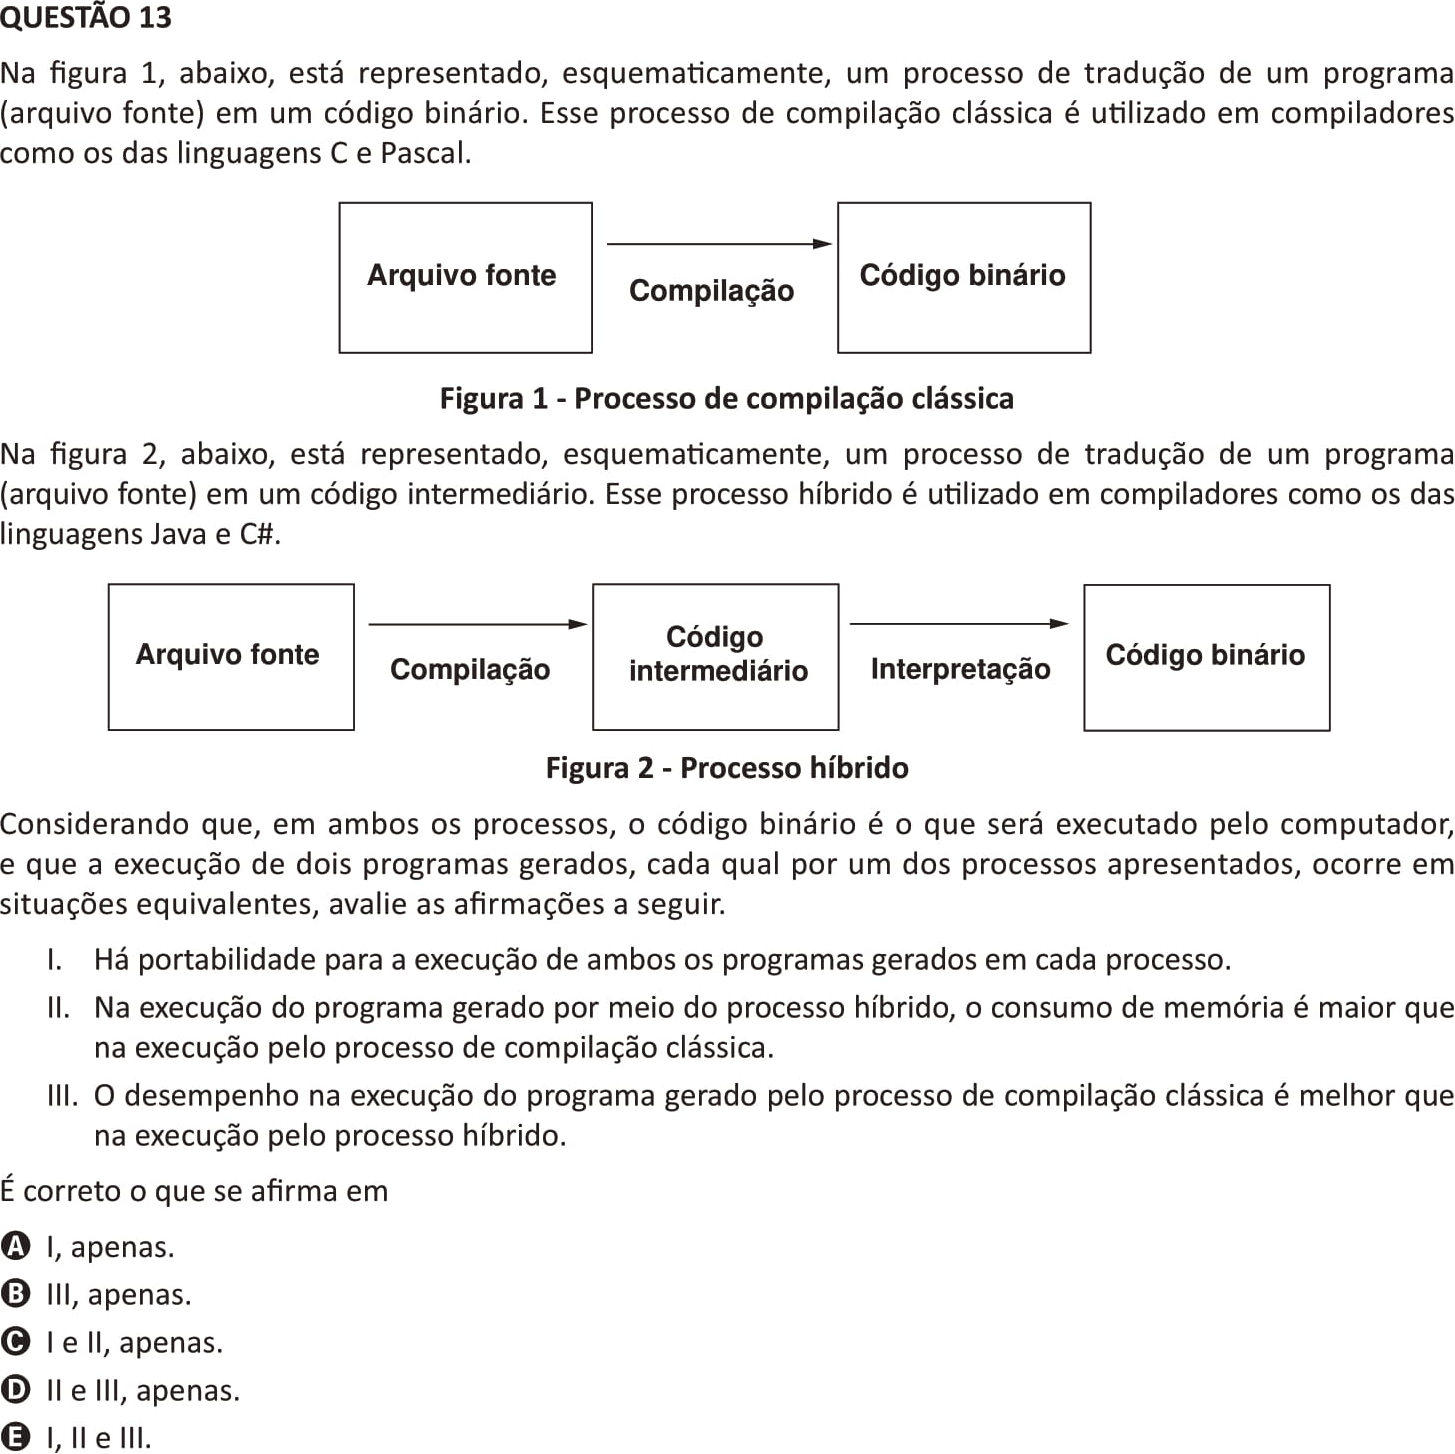 QUESTÃO 13
Na figura 1, abaixo, está representado, esquematicamente, um processo de tradução de um programa
(arquivo fonte) em um código binário. Esse processo de compilação clássica é utilizado em compiladores
como os das linguagens C e Pascal.
Arquivo fonte
Compilação
Código binário
Figura 1 - Processo de compilação clássica
Na figura 2, abaixo, está representado, esquematicamente, um processo de tradução de um programa
(arquivo fonte) em um código intermediário. Esse processo híbrido é utilizado em compiladores como os das
linguagens Java e C#.
Arquivo fonte
Compilação
Código
intermediário
Interpretação
Código binário
Figura 2 - Processo híbrido
Considerando que, em ambos os processos, o código binário é o que será executado pelo computador,
e que a execução de dois programas gerados, cada qual por um dos processos apresentados, ocorre em
situações equivalentes, avalie as afirmações a seguir.
I. Há portabilidade para a execução de ambos os programas gerados em cada processo.
II. Na execução do programa gerado por meio do processo híbrido, o consumo de memória é maior que
na execução pelo processo de compilação clássica.
III. O desempenho na execução do programa gerado pelo processo de compilação clássica é melhor que
na execução pelo processo híbrido.
É correto o que se afirma em
A I, apenas.
B III, apenas.
C I e II, apenas.
D II e III, apenas.
E I, II e III.